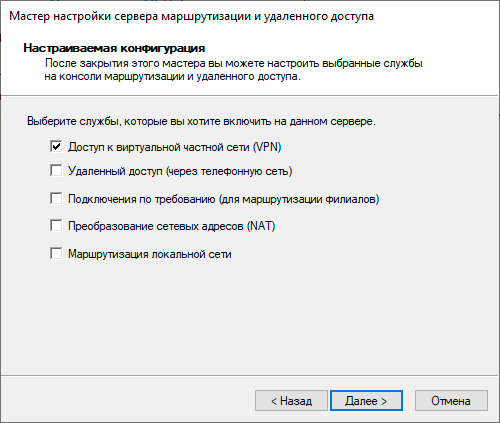 Мастер настройки сервера маршрутизации и удаленного доступа
Настраиваемая конфигурация
После закрытия этого мастера вы можете настроить выбранные службы
на консоли маршрутизации и удаленного доступа.
Выберите службы, которые вы хотите включить на данном сервере.
Доступ к виртуальной частной сети (VPN)
Удаленный доступ (через телефонную сеть)
Подключения по требованию (для маршрутизации филиалов)
Преобразование сетевых адресов (NAT)
Маршрутизация локальной сети
< Назад
Далее >
Отмена